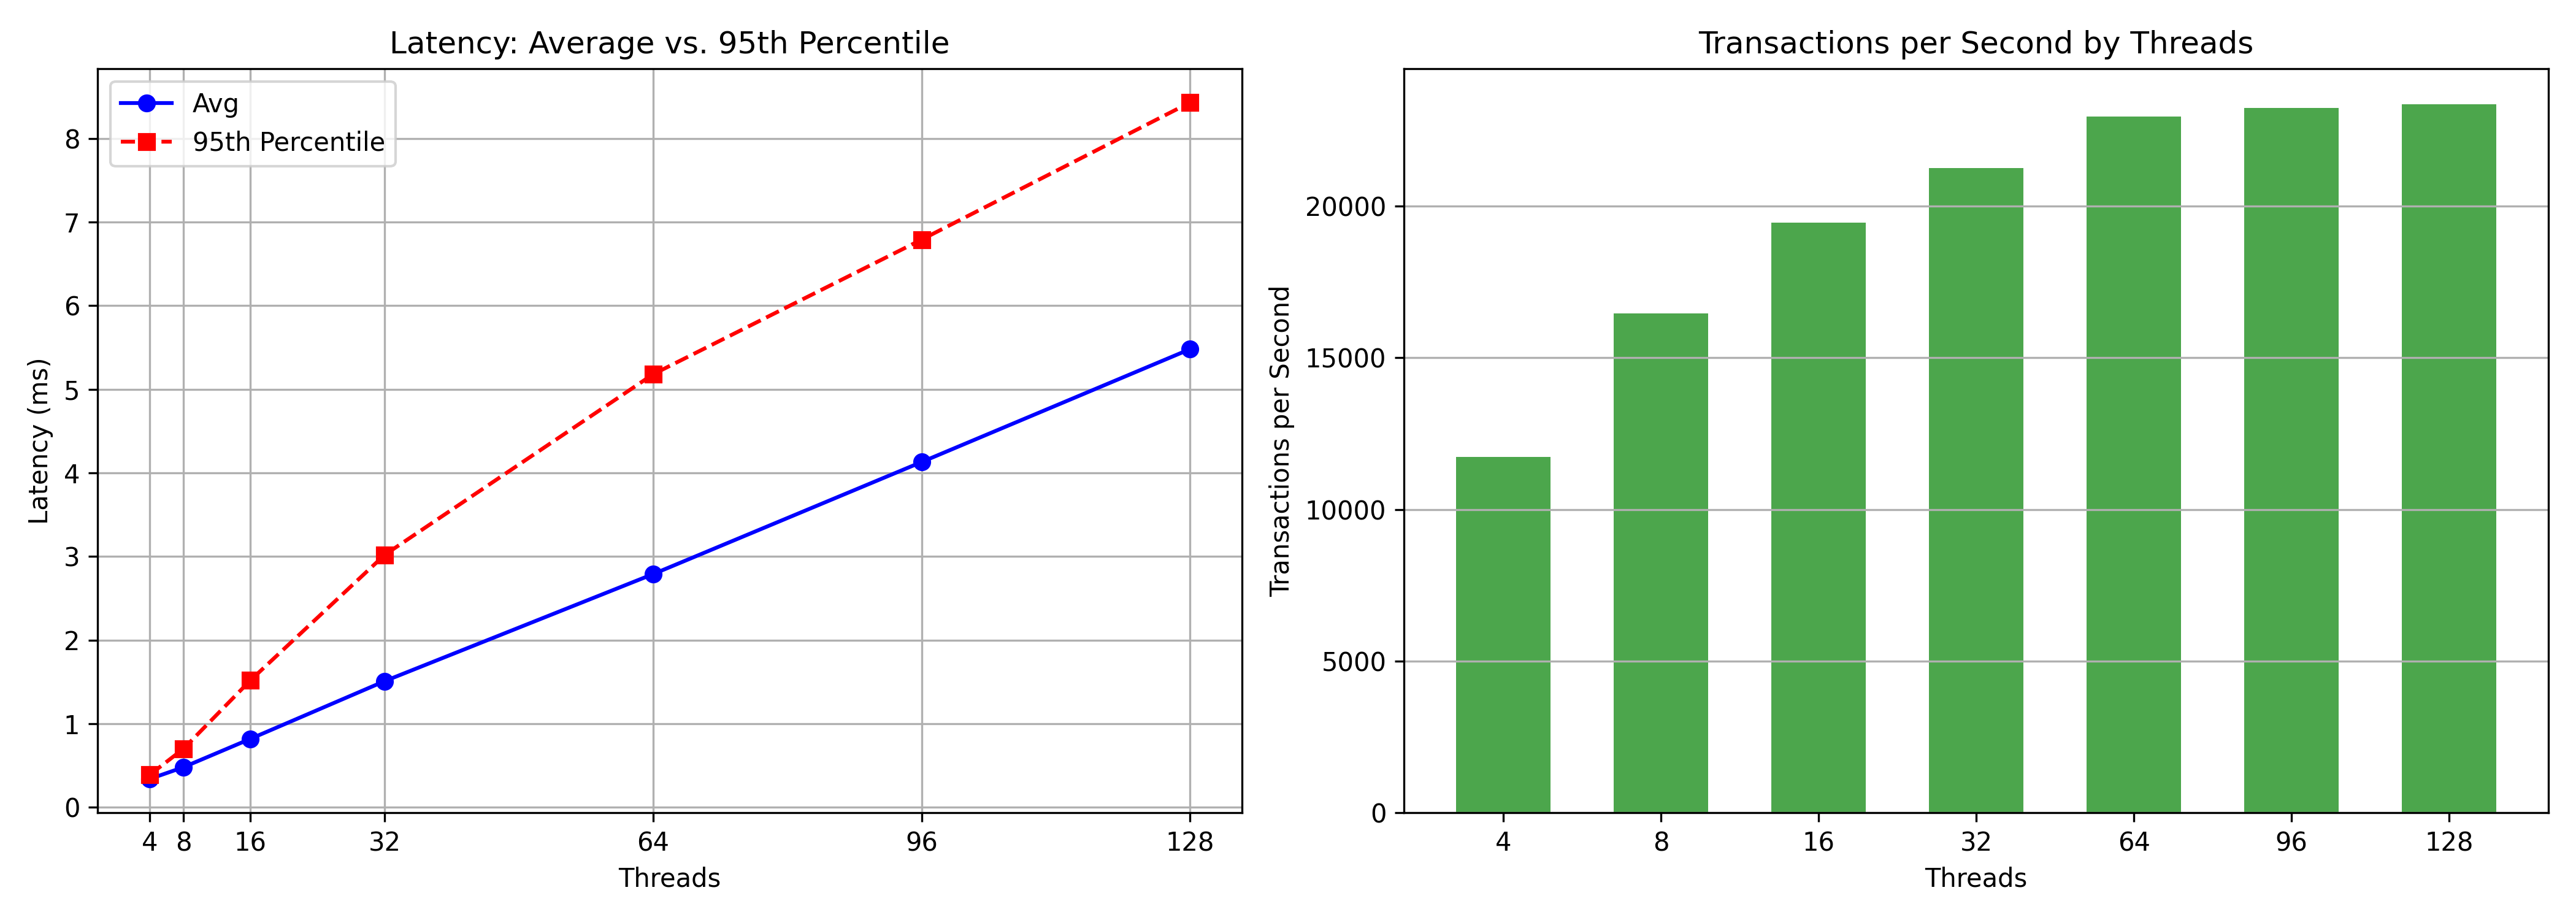 Latency: Average vs. 95th Percentile
Avg
95th Percentile
Latency (ms)
8
7
6
5
4
3
2
1
0
4 8 16 32 64 96 128
Threads
Transactions per Second by Threads
Transactions per Second
20000
15000
10000
5000
0
4 8 16 32 64 96 128
Threads